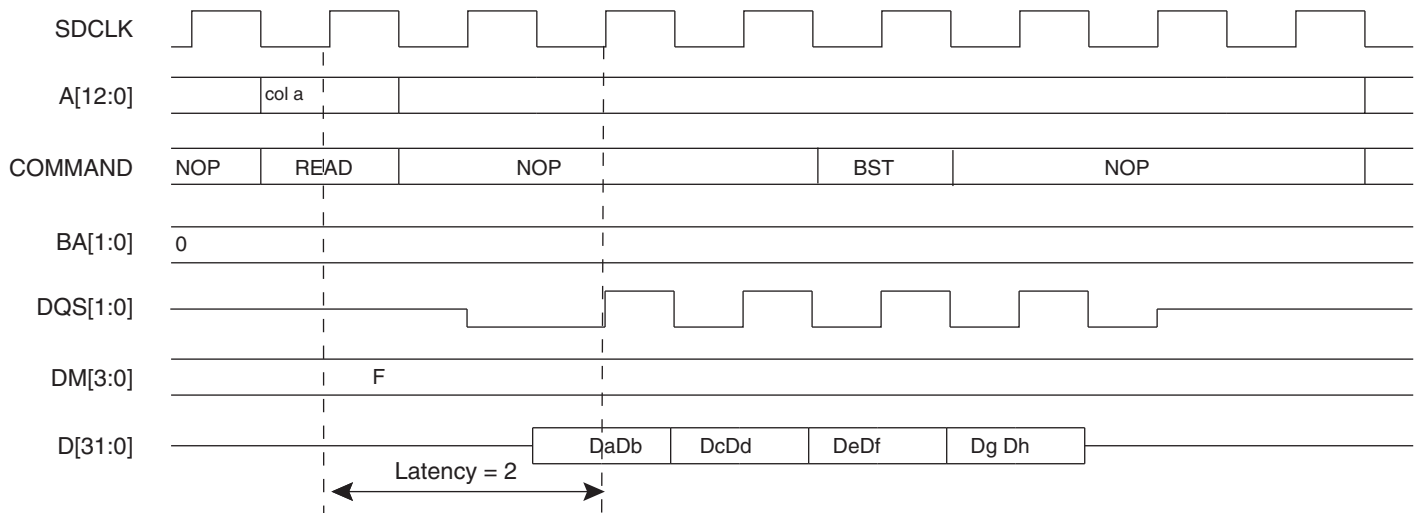 SDCLK
A[12:0] col a
COMMAND NOP READ NOP BST NOP
BA[1:0] 0
DQS[1:0]
DM[3:0] F
D[31:0] DaDb DcDd DeDf Dg Dh
Latency = 2